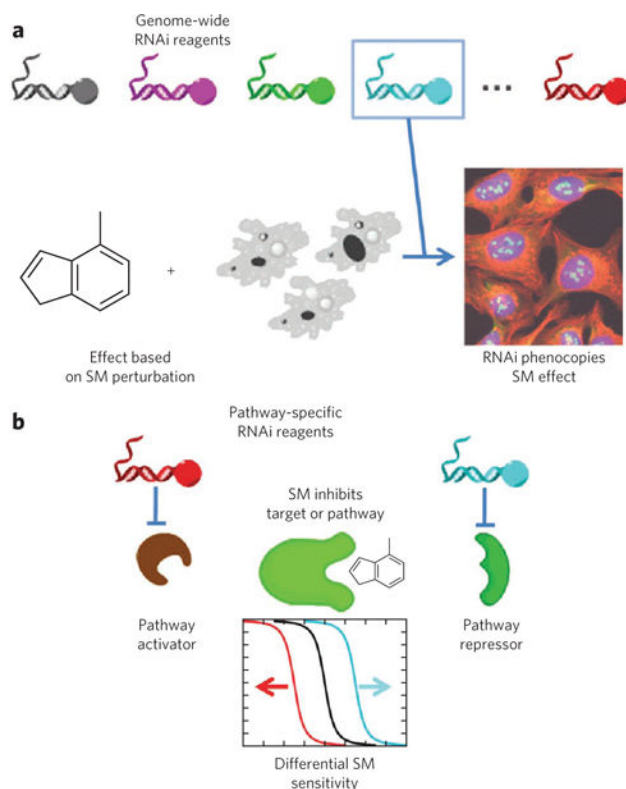 a
Genome-wide
RNAi reagents
...
+
Effect based
on SM perturbation
RNAi phenocopies
SM effect
b
Pathway-specific
RNAi reagents
SM inhibits
target or pathway
Pathway
activator
Pathway
repressor
Differential SM
sensitivity